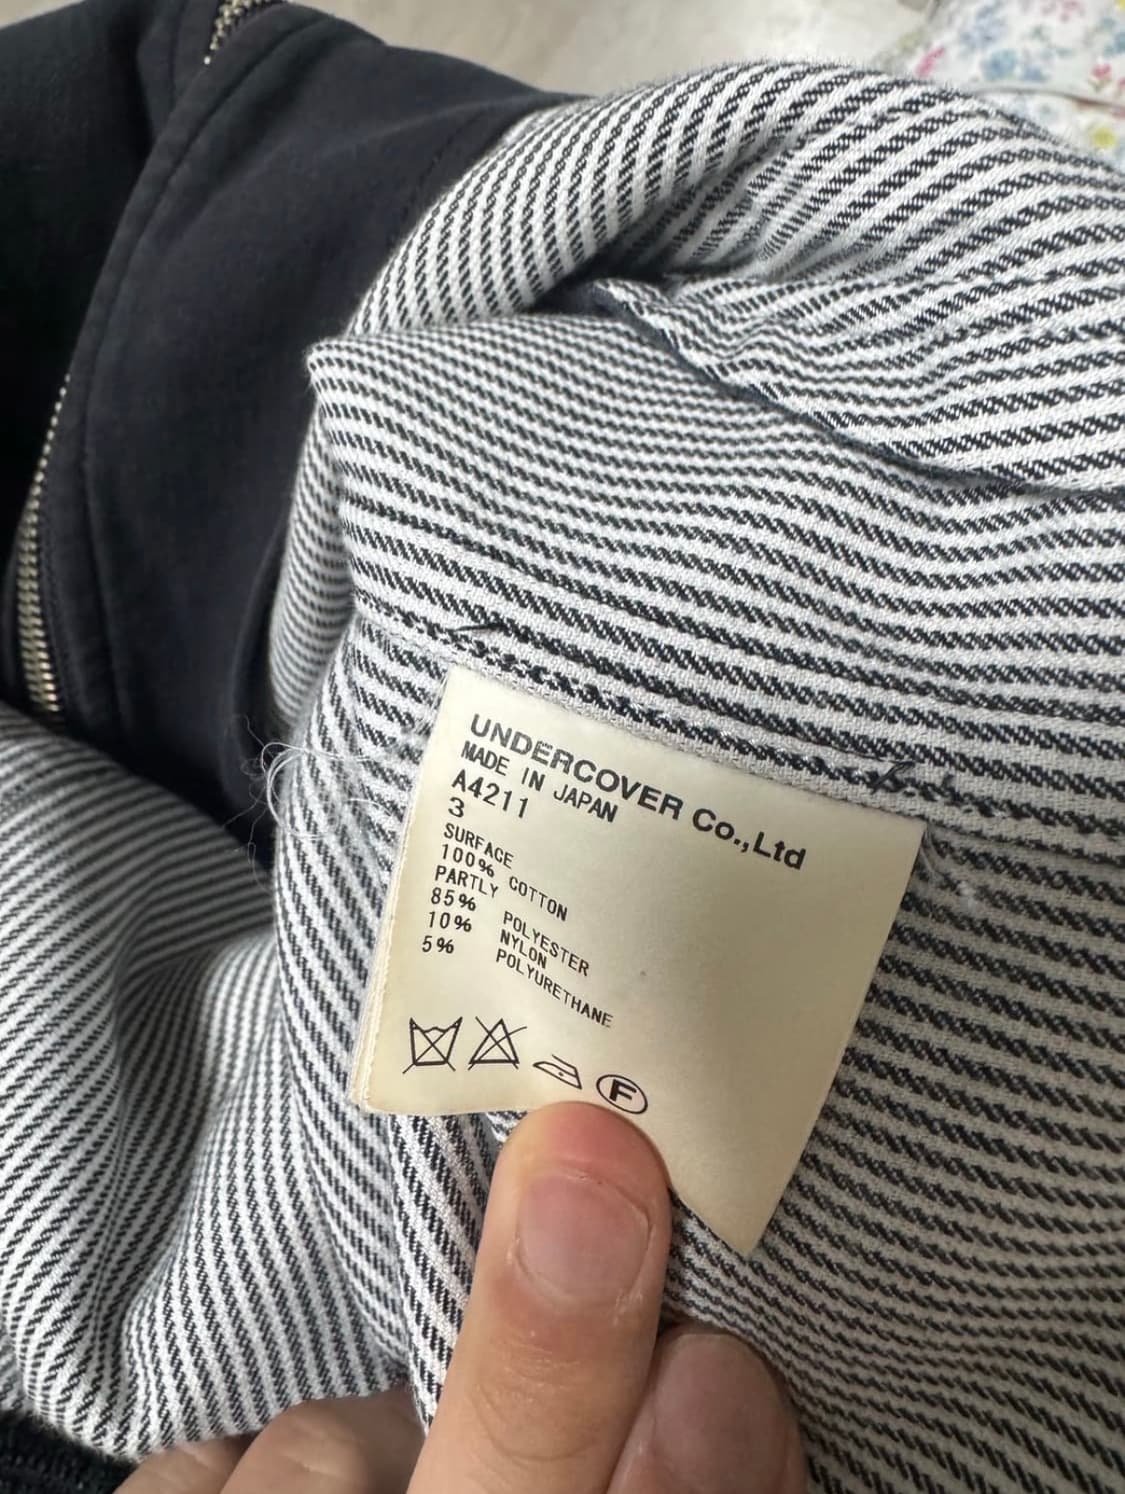 UNDERCOVER Co.,Ltd
MADE IN JAPAN
A4211
3
SURFACE
100% COTTON
PARTLY
85% POLYESTER
10% NYLON
5% POLYURETHANE
F